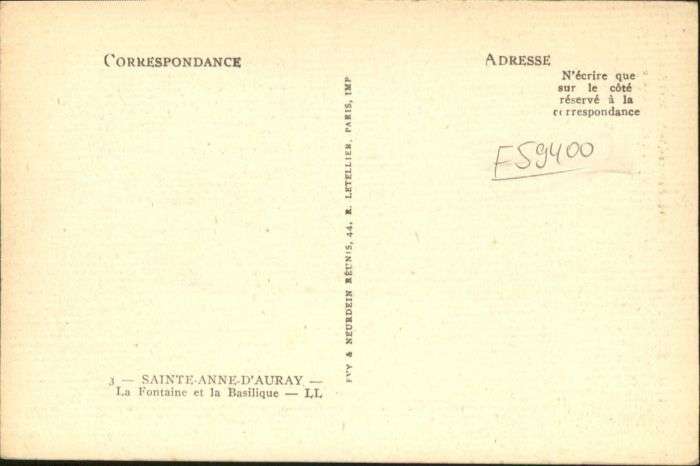 CORRESPONDANCE
ADRESSE
N'écrire que
sur le côté
réservé à la
correspondance
F59400
& NEURDEIN RÉUNIS, 44, R. LETELLIER, PARIS, IMP
3 — SAINTE-ANNE-D'AURAY —
La Fontaine et la Basilique — LL